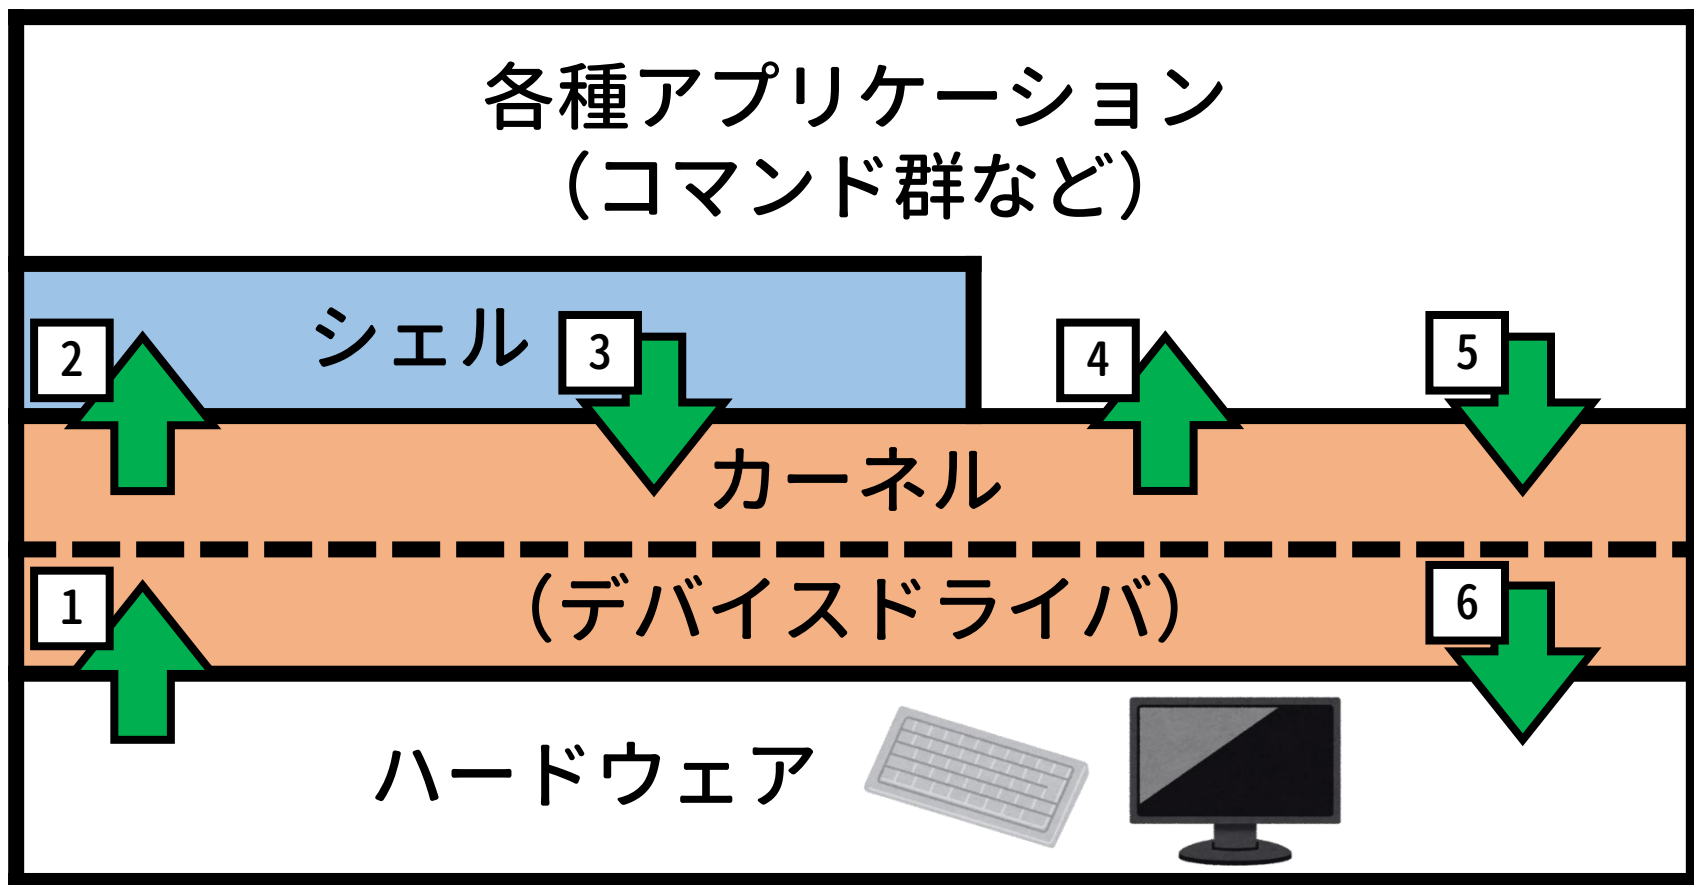 各種アプリケーション
（コマンド群など）
2
シェル
3
4
5
カーネル
1
（デバイスドライバ）
6
ハードウェア